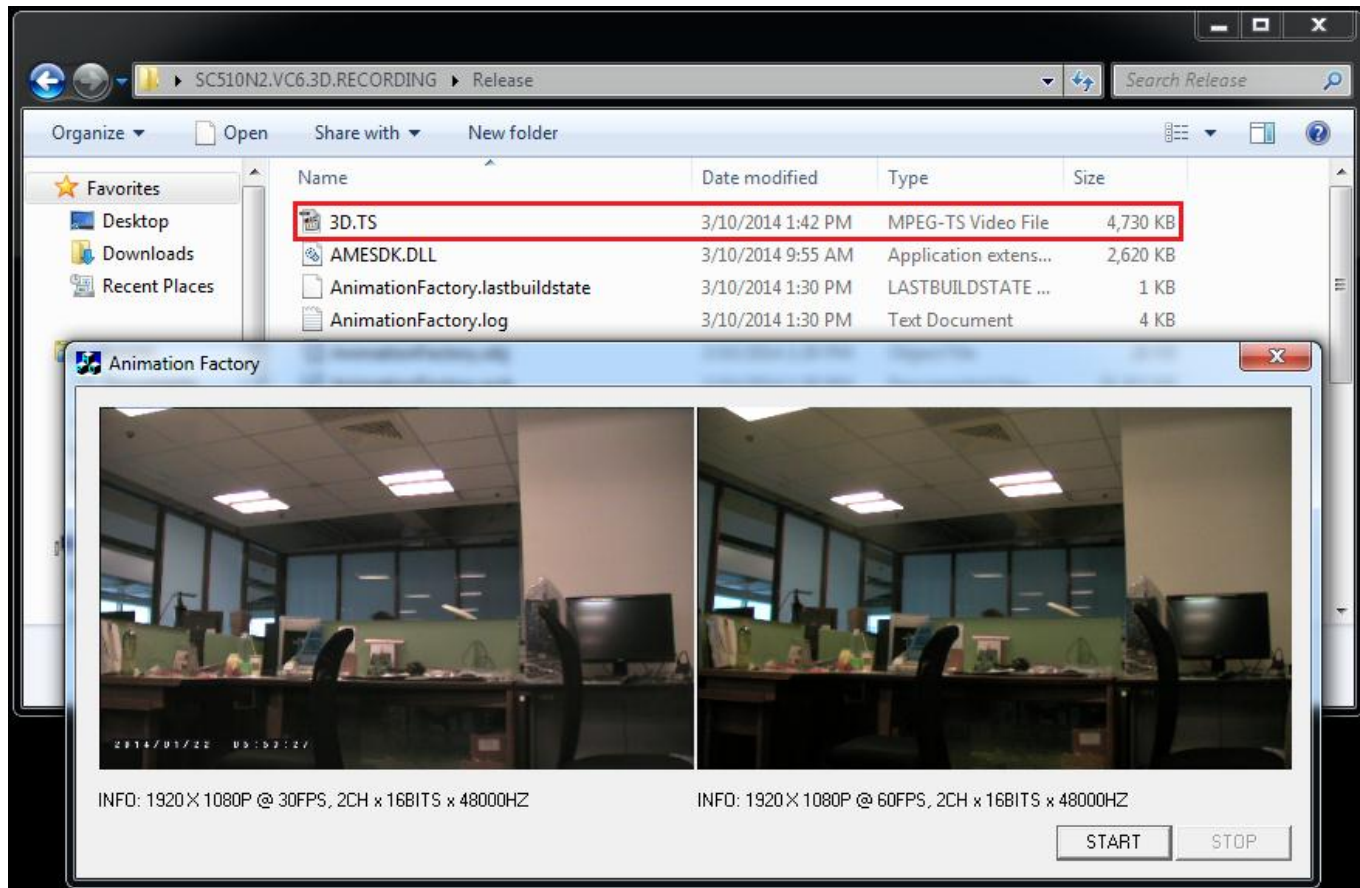 SC510N2.VC6.3D.RECORDING Release
Search Release
Organize Open Share with New folder
Favorites
Desktop
Downloads
Recent Places
Name Date modified Type Size
3D.TS 3/10/2014 1:42 PM MPEG-TS Video File 4,730 KB
AMESDK.DLL 3/10/2014 9:55 AM Application extens... 2,620 KB
AnimationFactory.lastbuildstate 3/10/2014 1:30 PM LASTBUILDSTATE ... 1 KB
AnimationFactory.log 3/10/2014 1:30 PM Text Document 4 KB
Animation Factory
2014/01/22
INFO: 1920 X 1080P @ 30FPS, 2CH x 16BITS x 48000HZ
INFO: 1920 X 1080P @ 60FPS, 2CH x 16BITS x 48000HZ
START STOP